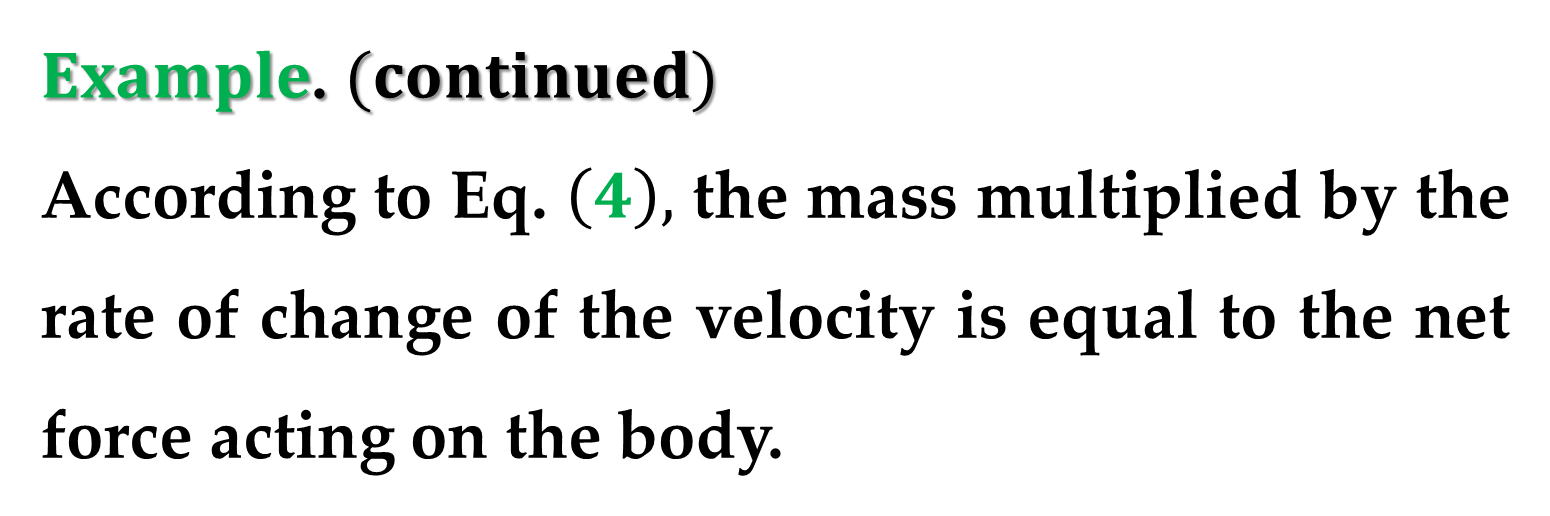 Example. (continued)
According to Eq. (4), the mass multiplied by the
rate of change of the velocity is equal to the net
force acting on the body.